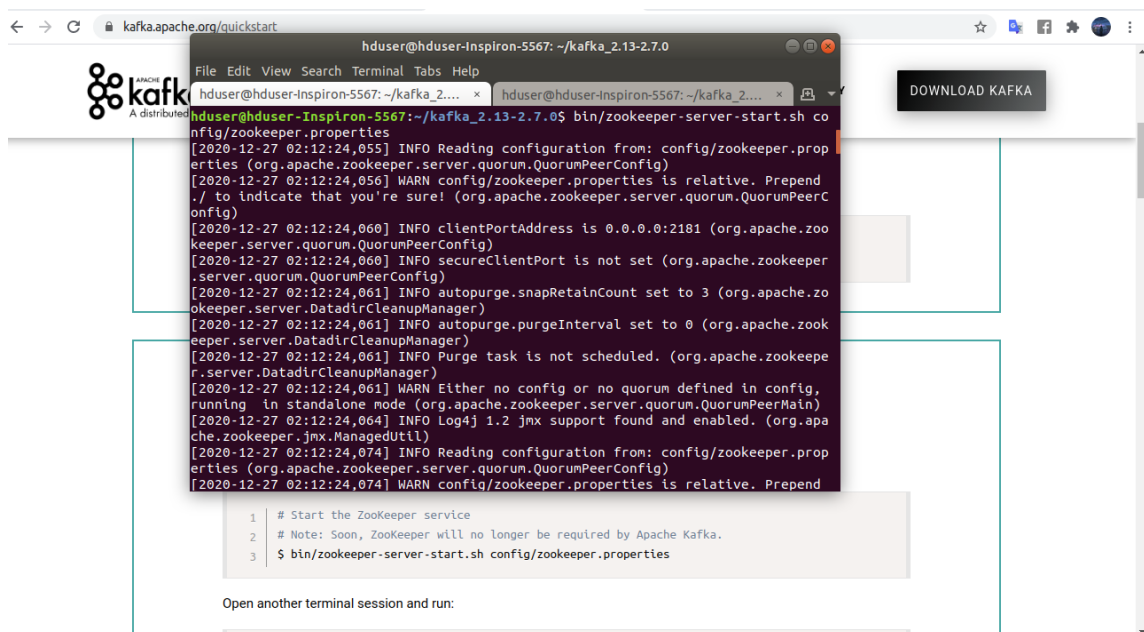 kafka.apache.org/quickstart
hduser@hduser-Inspiron-5567: ~/kafka_2.13-2.7.0
File Edit View Search Terminal Tabs Help
hduser@hduser-Inspiron-5567: ~/kafka_2.... × hduser@hduser-Inspiron-5567: ~/kafka_2.... ×
APACHE
kafk
A distributed
Y
DOWNLOAD KAFKA
hduser@hduser-Inspiron-5567:~/kafka_2.13-2.7.0$ bin/zookeeper-server-start.sh co
nfig/zookeeper.properties
[2020-12-27 02:12:24,055] INFO Reading configuration from: config/zookeeper.prop
erties (org.apache.zookeeper.server.quorum.QuorumPeerConfig)
[2020-12-27 02:12:24,056] WARN config/zookeeper.properties is relative. Prepend
./ to indicate that you're sure! (org.apache.zookeeper.server.quorum.QuorumPeerC
onfig)
[2020-12-27 02:12:24,060] INFO clientPortAddress is 0.0.0.0:2181 (org.apache.zoo
keeper.server.quorum.QuorumPeerConfig)
[2020-12-27 02:12:24,060] INFO secureClientPort is not set (org.apache.zookeeper
.server.quorum.QuorumPeerConfig)
[2020-12-27 02:12:24,061] INFO autopurge.snapRetainCount set to 3 (org.apache.zo
okeeper.server.DatadirCleanupManager)
[2020-12-27 02:12:24,061] INFO autopurge.purgeInterval set to 0 (org.apache.zook
eeper.server.DatadirCleanupManager)
[2020-12-27 02:12:24,061] INFO Purge task is not scheduled. (org.apache.zookeepe
r.server.DatadirCleanupManager)
[2020-12-27 02:12:24,061] WARN Either no config or no quorum defined in config,
running  in standalone mode (org.apache.zookeeper.server.quorum.QuorumPeerMain)
[2020-12-27 02:12:24,064] INFO Log4j 1.2 jmx support found and enabled. (org.apa
che.zookeeper.jmx.ManagedUtil)
[2020-12-27 02:12:24,074] INFO Reading configuration from: config/zookeeper.prop
erties (org.apache.zookeeper.server.quorum.QuorumPeerConfig)
[2020-12-27 02:12:24,074] WARN config/zookeeper.properties is relative. Prepend
1 # Start the ZooKeeper service
2 # Note: Soon, ZooKeeper will no longer be required by Apache Kafka.
3 $ bin/zookeeper-server-start.sh config/zookeeper.properties
Open another terminal session and run: